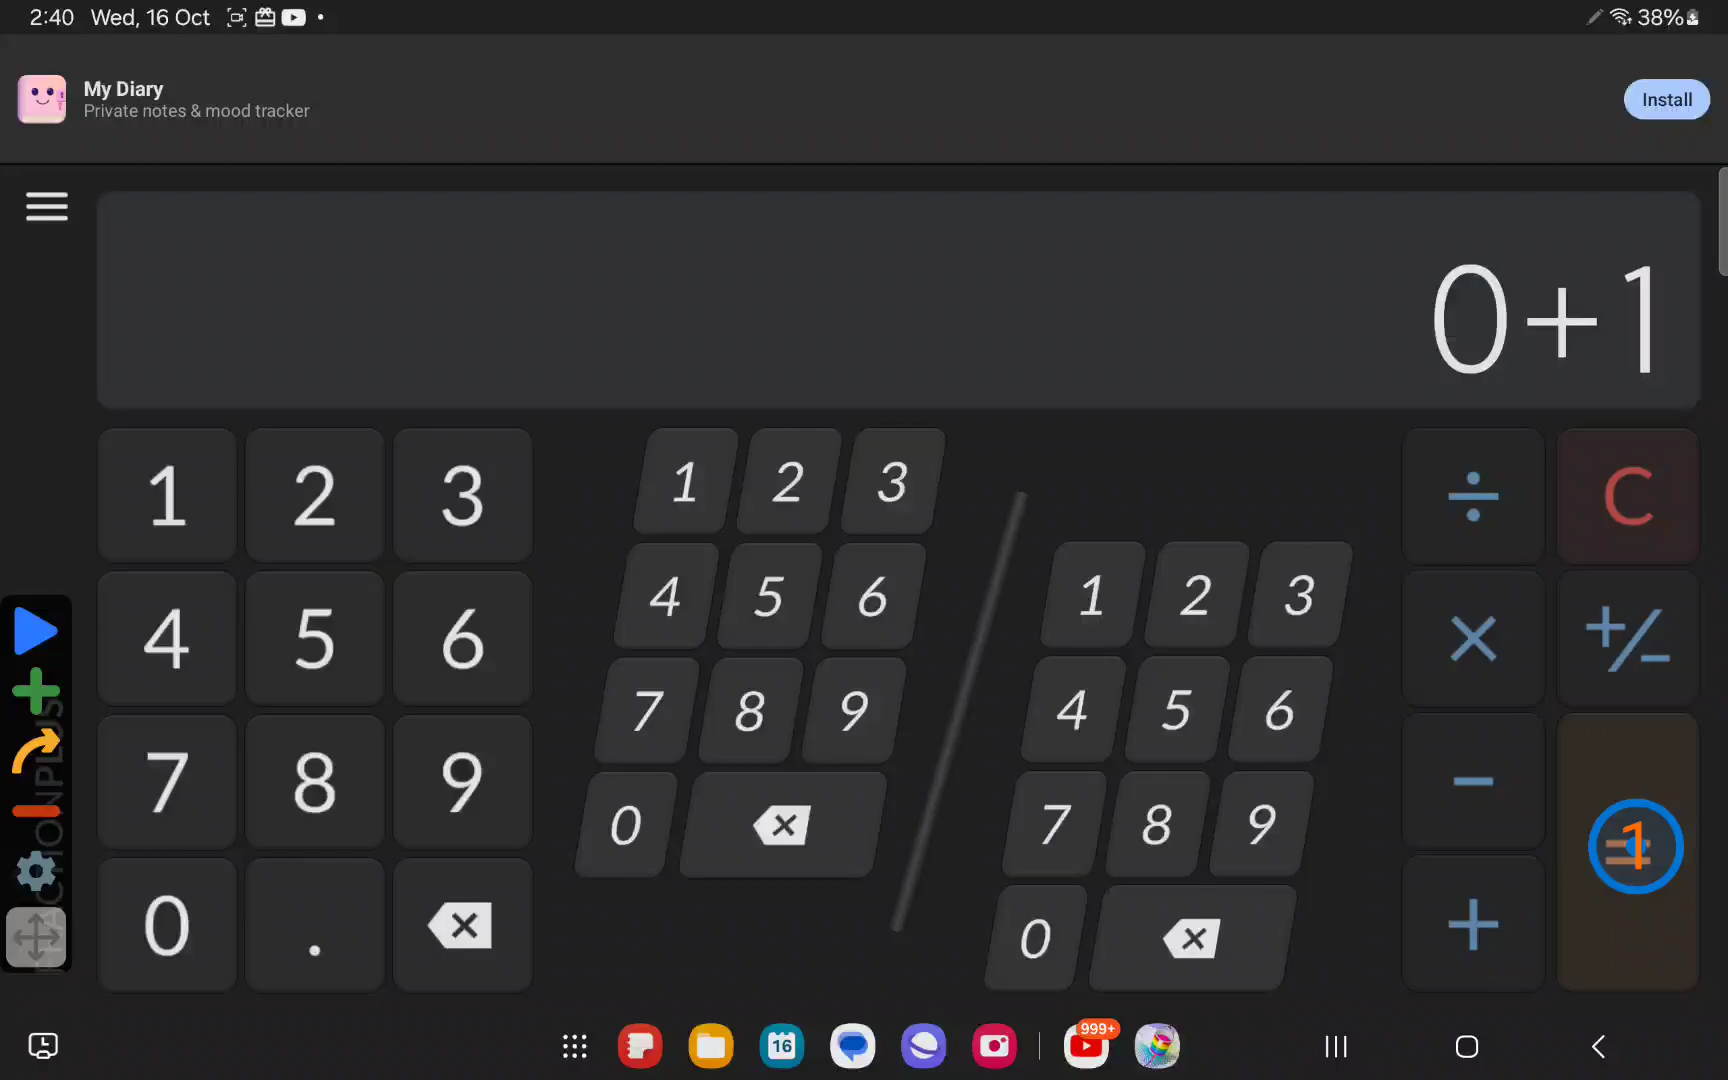 2:40 Wed, 16 Oct
38%
My Diary
Private notes & mood tracker
Install
0+1
1 2 3
4 5 6
7 8 9
0 .
1 2 3
4 5 6
7 8 9
0
1 2 3
4 5 6
7 8 9
0
÷ C
× +/−
− =
+
1
FRACTIONPLUS
16
999+